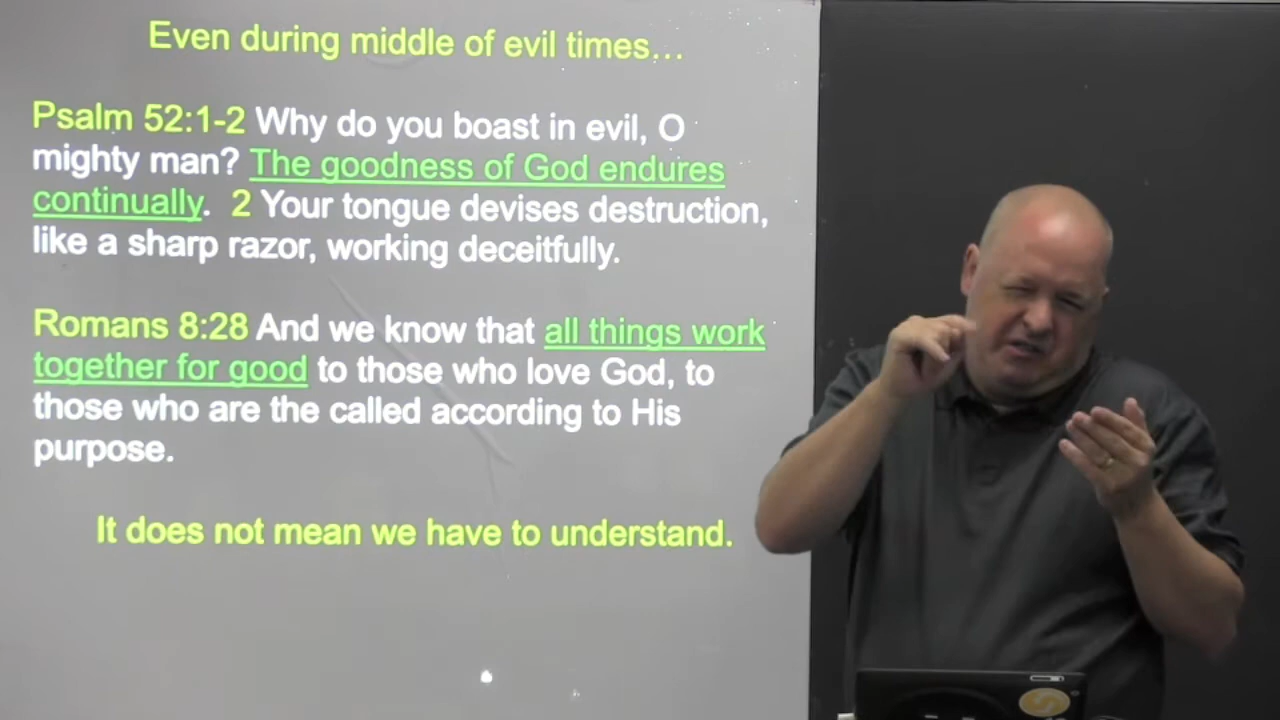 Even during middle of evil times…
Psalm 52:1-2 Why do you boast in evil, O
mighty man? The goodness of God endures
continually. 2 Your tongue devises destruction,
like a sharp razor, working deceitfully.
Romans 8:28 And we know that all things work
together for good to those who love God, to
those who are the called according to His
purpose.
It does not mean we have to understand.